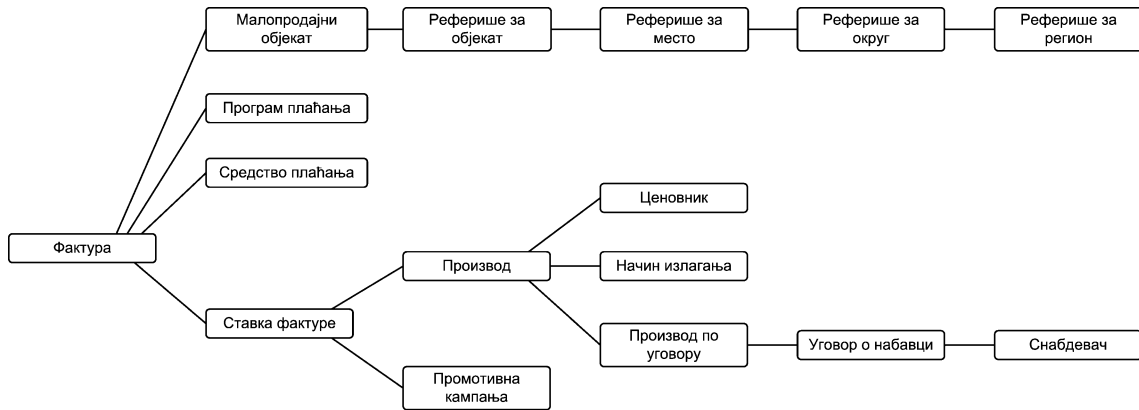 Малопродајни
објекат
Реферише за
објекат
Реферише за
место
Реферише за
округ
Реферише за
регион
Програм плаћања
Средство плаћања
Ценовник
Фактура
Производ
Начин излагања
Ставка фактуре
Производ по
уговору
Уговор о набавци
Снабдевач
Промотивна
кампања